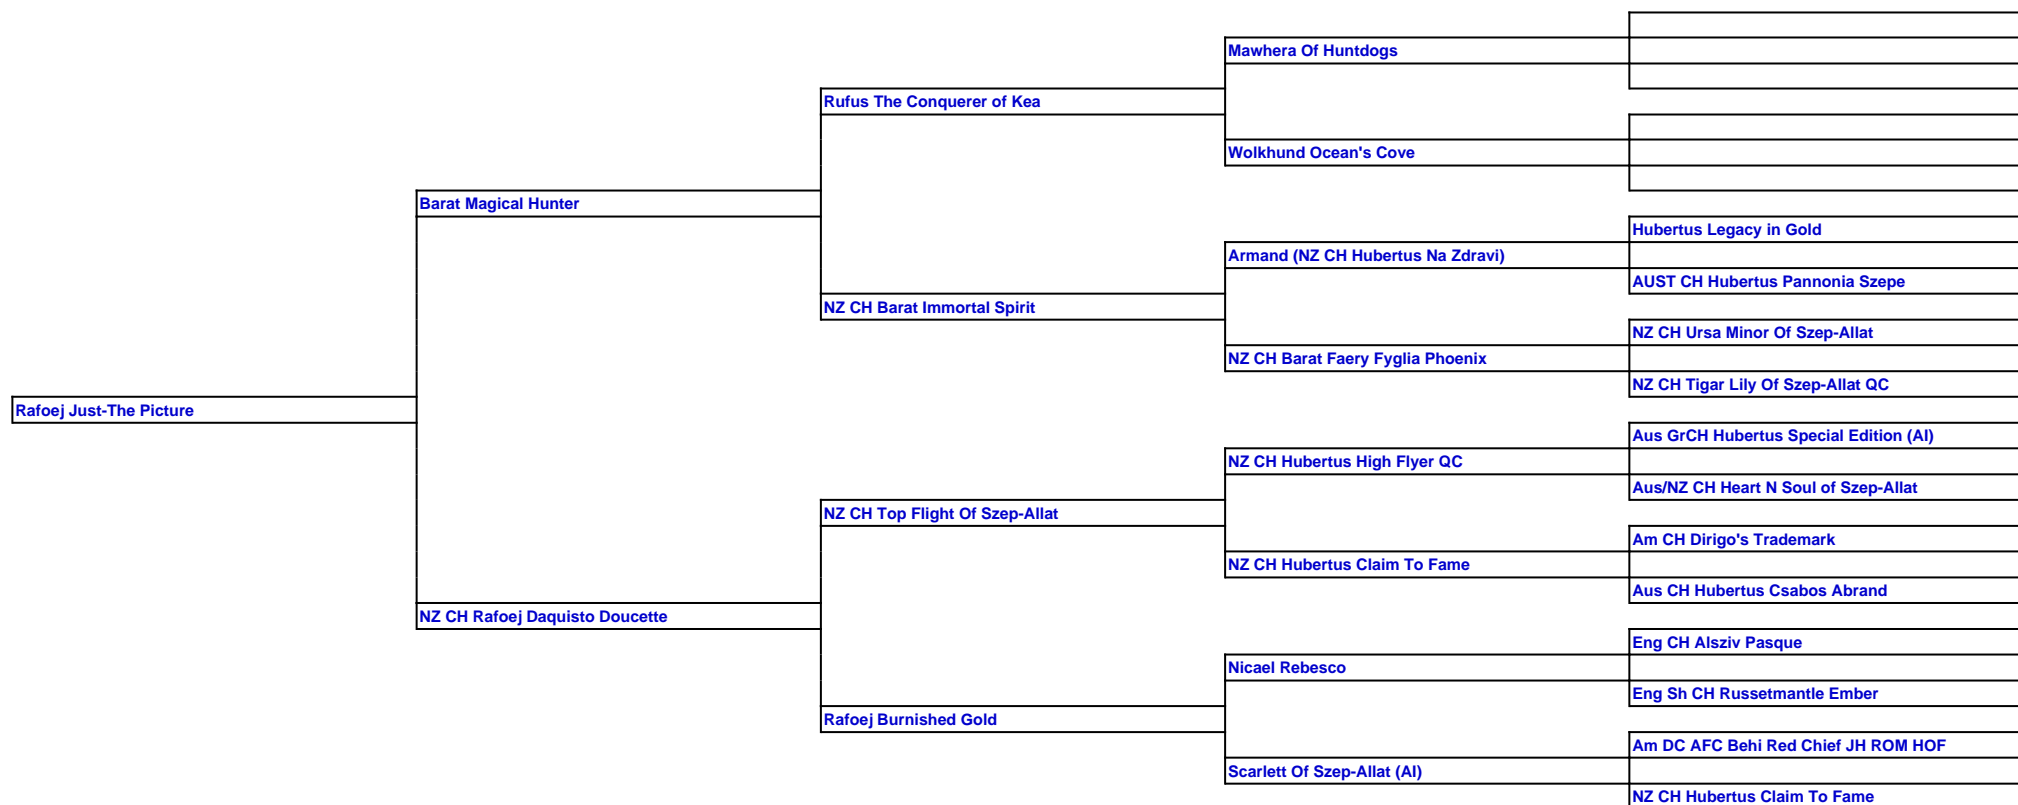 Mawhera Of Huntdogs
Rufus The Conquerer of Kea
Wolkhund Ocean's Cove
Barat Magical Hunter
Hubertus Legacy in Gold
Armand (NZ CH Hubertus Na Zdravi)
AUST CH Hubertus Pannonia Szepe
NZ CH Barat Immortal Spirit
NZ CH Ursa Minor Of Szep-Allat
NZ CH Barat Faery Fyglia Phoenix
NZ CH Tigar Lily Of Szep-Allat QC
Rafoej Just-The Picture
Aus GrCH Hubertus Special Edition (AI)
NZ CH Hubertus High Flyer QC
Aus/NZ CH Heart N Soul of Szep-Allat
NZ CH Top Flight Of Szep-Allat
Am CH Dirigo's Trademark
NZ CH Hubertus Claim To Fame
Aus CH Hubertus Csabos Abrand
NZ CH Rafoej Daquisto Doucette
Eng CH Alsziv Pasque
Nicael Rebesco
Eng Sh CH Russetmantle Ember
Rafoej Burnished Gold
Am DC AFC Behi Red Chief JH ROM HOF
Scarlett Of Szep-Allat (AI)
NZ CH Hubertus Claim To Fame